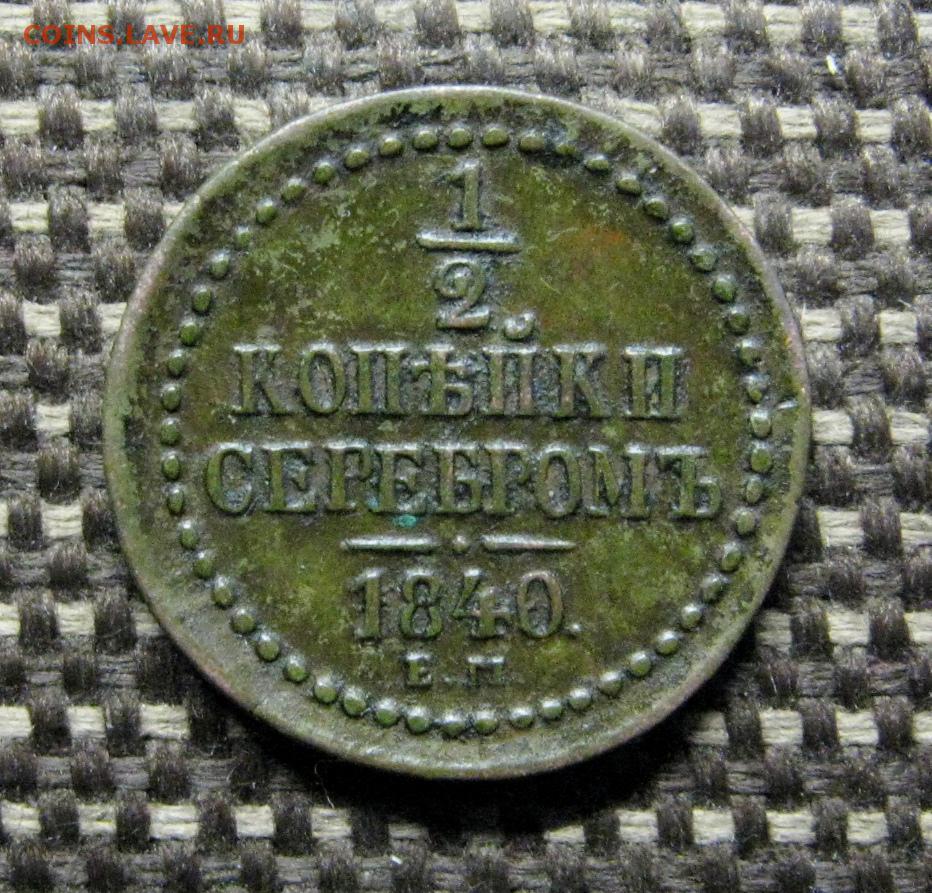 COINS.LAVE.RU
1
2.
КОПѢЙКИ
СЕРЕБРОМЪ
1840.
Е.М.